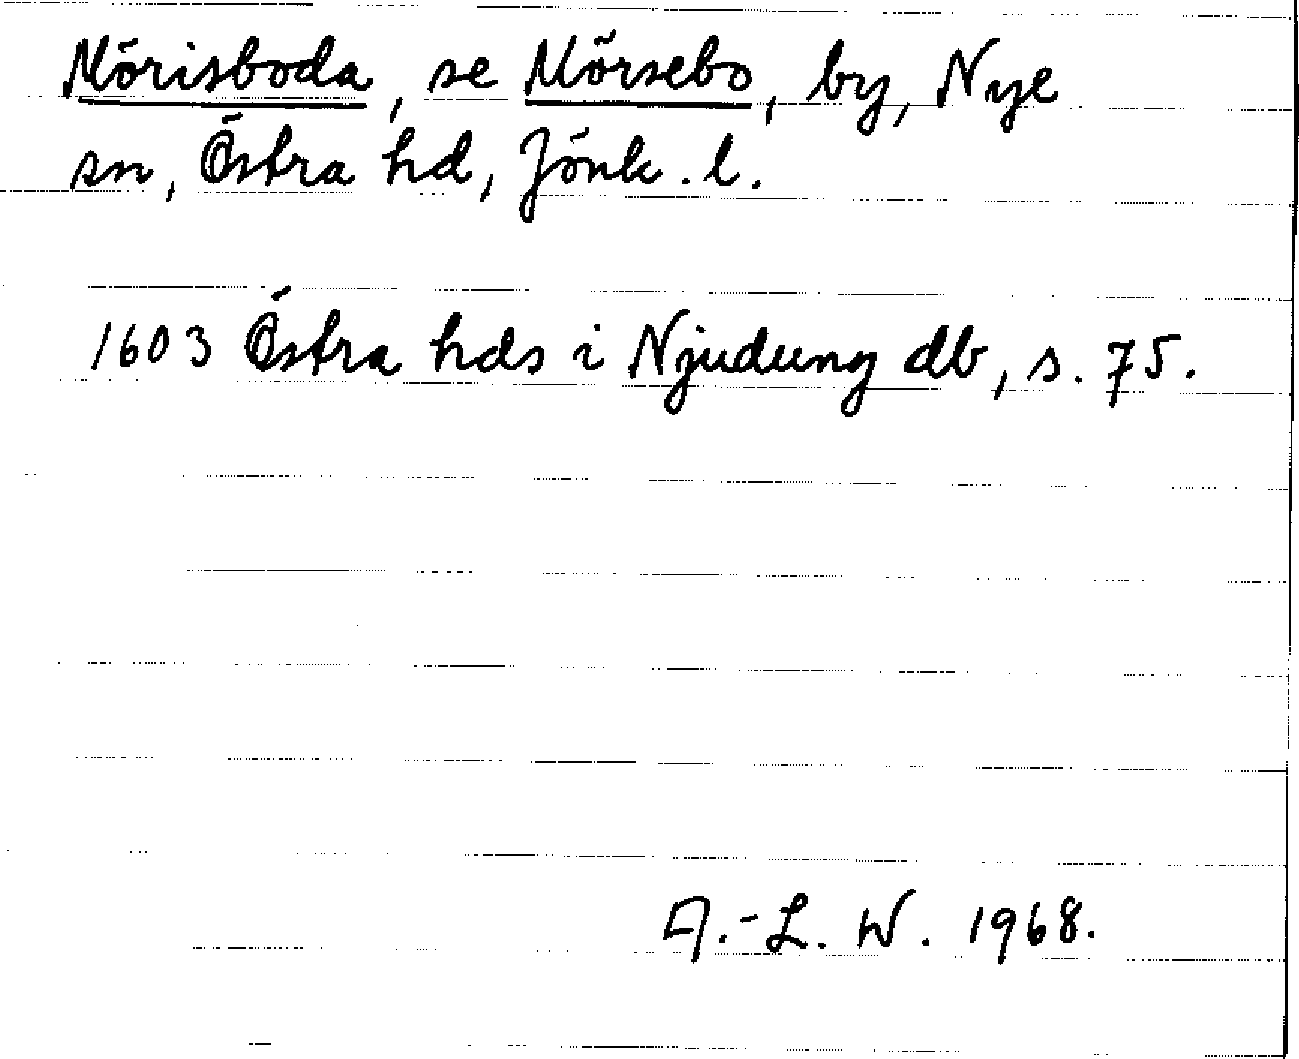 Mörisboda, se Mörsebo, by, Nye
sn, Östra hd, Jönk. l.
1603 Östra hds i Njudung db, s. 75.
A.-L. W. 1968.